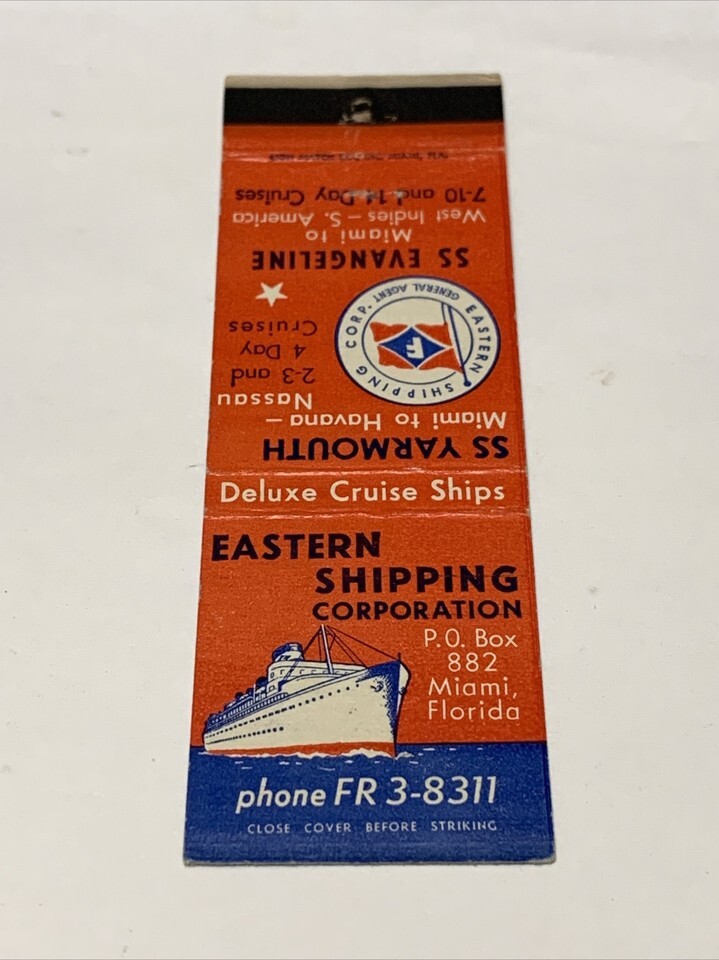 Deluxe Cruise Ships
EASTERN
SHIPPING
CORPORATION
P.O. Box
882
Miami,
Florida
phone FR 3-8311
CLOSE COVER BEFORE STRIKING
SS YARMOUTH
Miami to Havana –
Nassau
2-3 and
4 Day
Cruises
EASTERN SHIPPING CORP.
GENERAL AGENT
F
SS EVANGELINE
Miami to
West Indies – S. America
7-10 and 14 Day Cruises